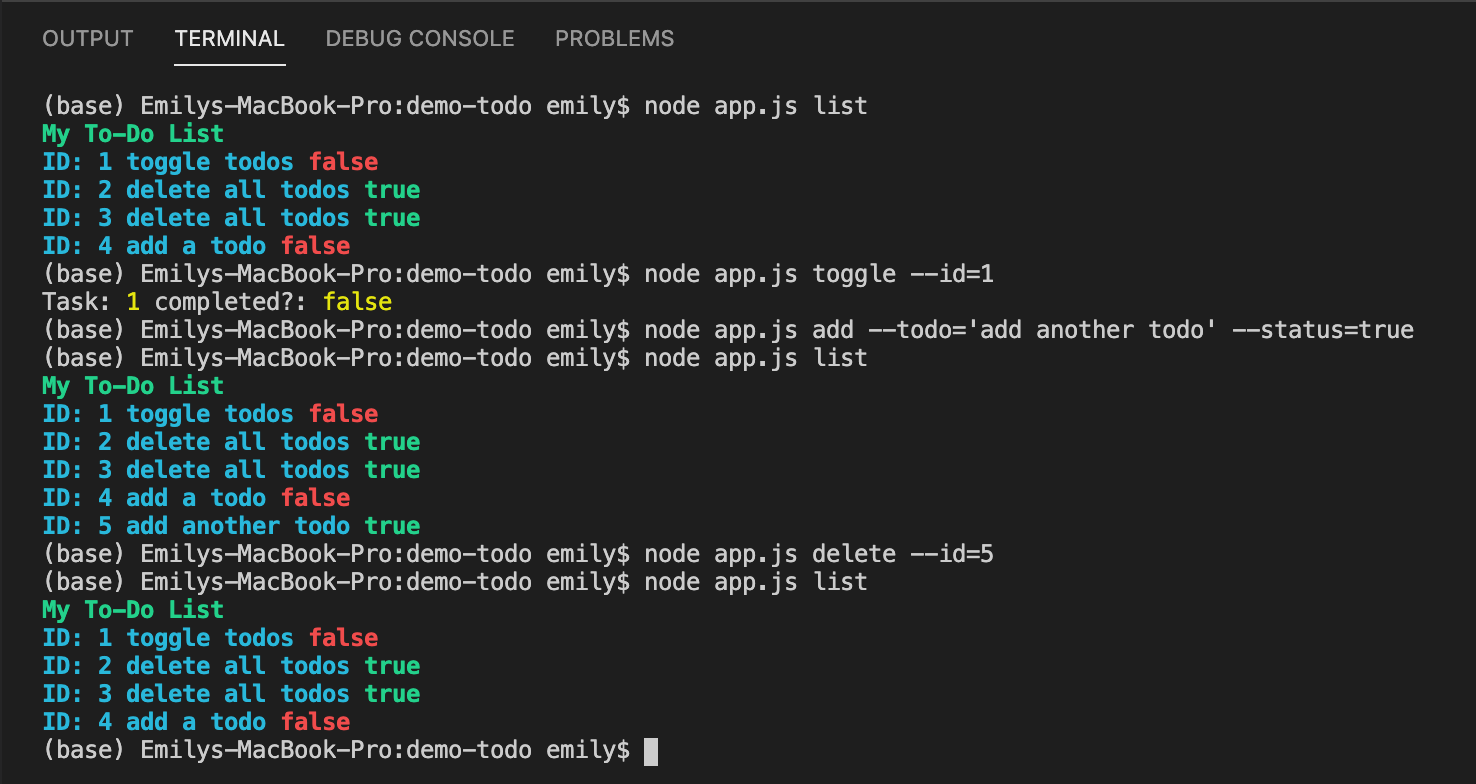 OUTPUT TERMINAL DEBUG CONSOLE PROBLEMS
(base) Emilys-MacBook-Pro:demo-todo emily$ node app.js list
My To-Do List
ID: 1 toggle todos false
ID: 2 delete all todos true
ID: 3 delete all todos true
ID: 4 add a todo false
(base) Emilys-MacBook-Pro:demo-todo emily$ node app.js toggle --id=1
Task: 1 completed?: false
(base) Emilys-MacBook-Pro:demo-todo emily$ node app.js add --todo='add another todo' --status=true
(base) Emilys-MacBook-Pro:demo-todo emily$ node app.js list
My To-Do List
ID: 1 toggle todos false
ID: 2 delete all todos true
ID: 3 delete all todos true
ID: 4 add a todo false
ID: 5 add another todo true
(base) Emilys-MacBook-Pro:demo-todo emily$ node app.js delete --id=5
(base) Emilys-MacBook-Pro:demo-todo emily$ node app.js list
My To-Do List
ID: 1 toggle todos false
ID: 2 delete all todos true
ID: 3 delete all todos true
ID: 4 add a todo false
(base) Emilys-MacBook-Pro:demo-todo emily$